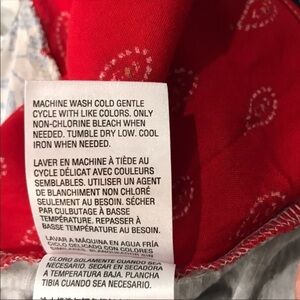 MACHINE WASH COLD GENTLE
CYCLE WITH LIKE COLORS. ONLY
NON-CHLORINE BLEACH WHEN
NEEDED. TUMBLE DRY LOW. COOL
IRON WHEN NEEDED.
LAVER EN MACHINE À TIÈDE AU
CYCLE DÉLICAT AVEC COULEURS
SEMBLABLES. UTILISER UN AGENT
DE BLANCHIMENT NON CHLORÉ
SEULEMENT AU BESOIN. SÉCHER
PAR CULBUTAGE À BASSE
TEMPÉRATURE. REPASSER À
BASSE TEMPÉRATURE AU BESOIN.
LAVAR A MÁQUINA EN AGUA FRÍA
CICLO DELICADO CON COLORES
CLORO SOLAMENTE CUANDO SEA
NECESARIO. SECAR EN SECADORA
A TEMPERATURA BAJA. PLANCHA
TIBIA CUANDO SEA NECESARIO.